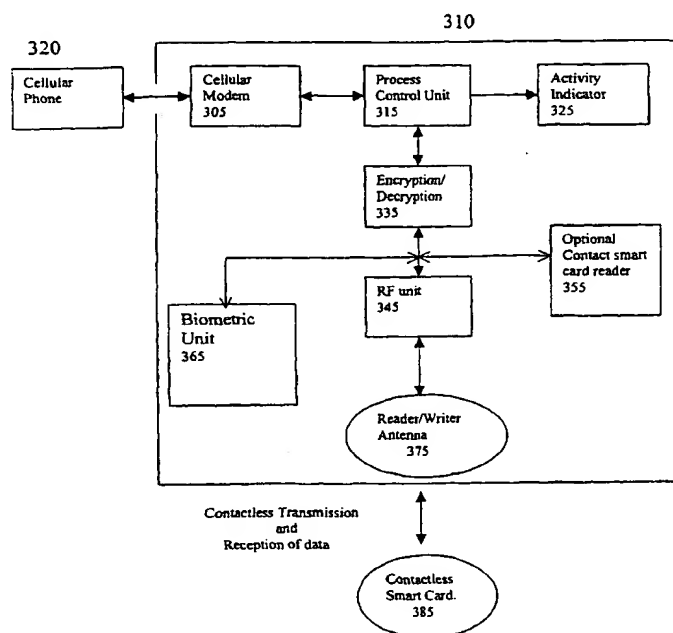 310
320
Cellular
Phone
Cellular
Modem
305
Process
Control Unit
315
Activity
Indicator
325
Encryption/
Decryption
335
Optional
Contact smart
card reader
355
RF unit
345
Biometric
Unit
365
Reader/Writer
Antenna
375
Contactless Transmission
and
Reception of data
Contactless
Smart Card.
385